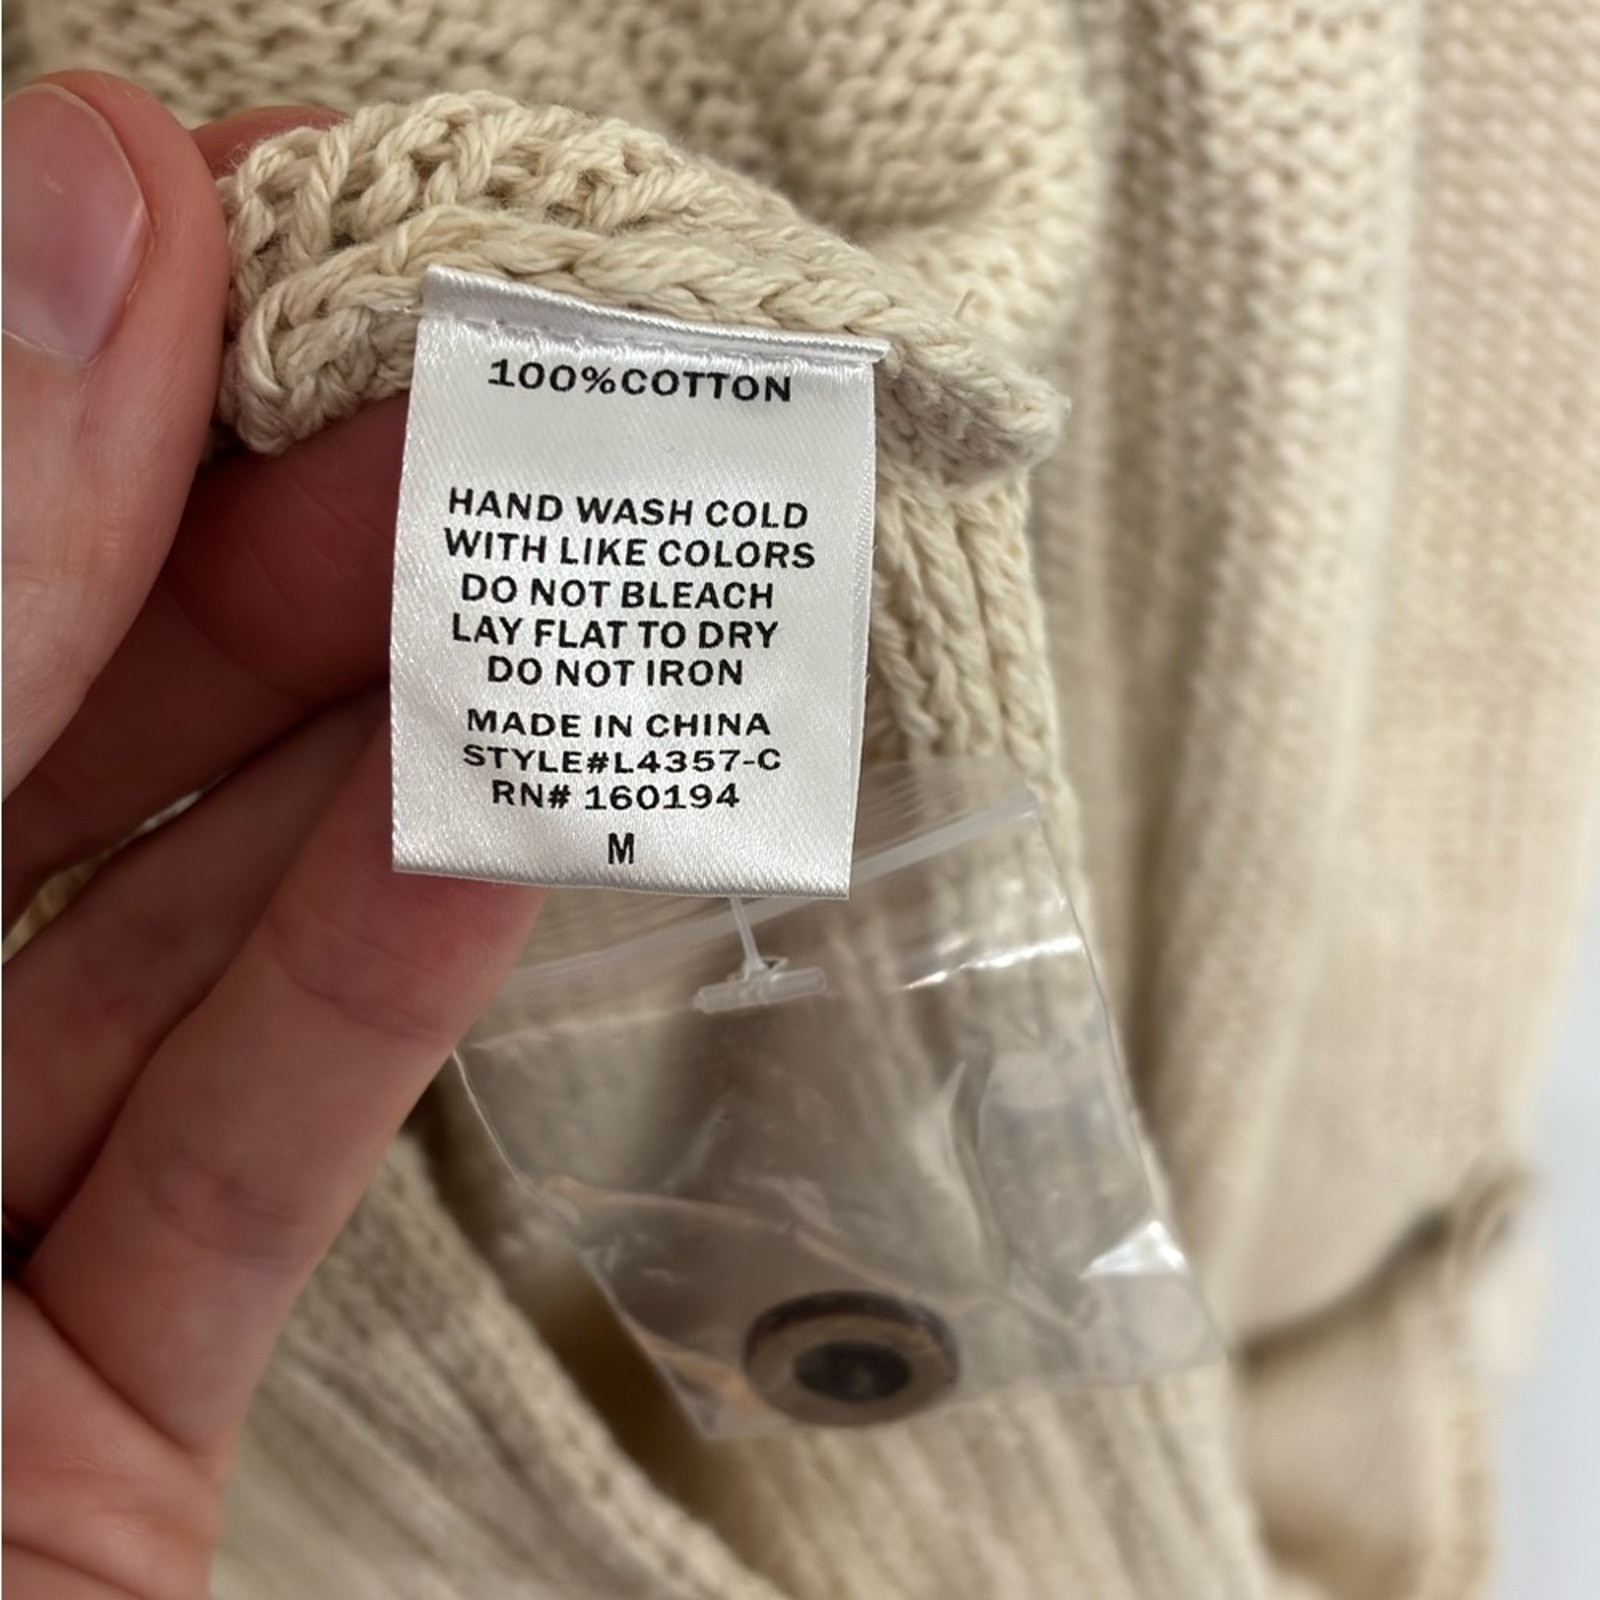 100%COTTON
HAND WASH COLD
WITH LIKE COLORS
DO NOT BLEACH
LAY FLAT TO DRY
DO NOT IRON
MADE IN CHINA
STYLE#L4357-C
RN# 160194
M